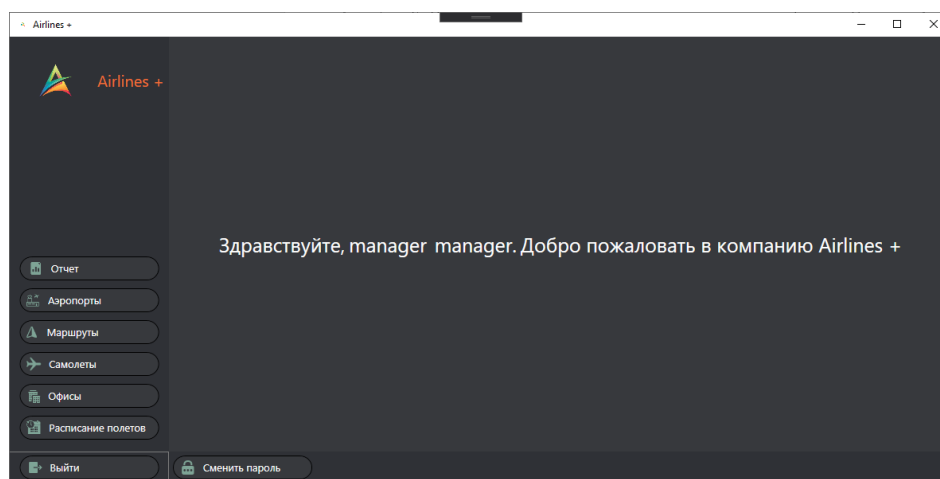 Airlines +
Airlines +
Здравствуйте, manager manager. Добро пожаловать в компанию Airlines +
Отчет
Аэропорты
Маршруты
Самолеты
Офисы
Расписание полетов
Выйти
Сменить пароль